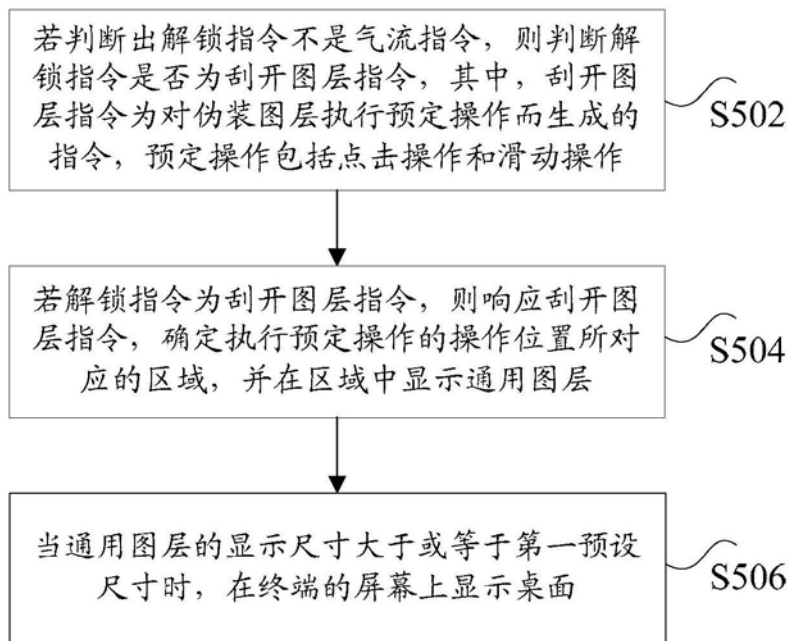 若判断出解锁指令不是气流指令，则判断解
锁指令是否为刮开图层指令，其中，刮开图
层指令为对伪装图层执行预定操作而生成的
指令，预定操作包括点击操作和滑动操作
S502
若解锁指令为刮开图层指令，则响应刮开图
层指令，确定执行预定操作的操作位置所对
应的区域，并在区域中显示通用图层
S504
当通用图层的显示尺寸大于或等于第一预设
尺寸时，在终端的屏幕上显示桌面
S506